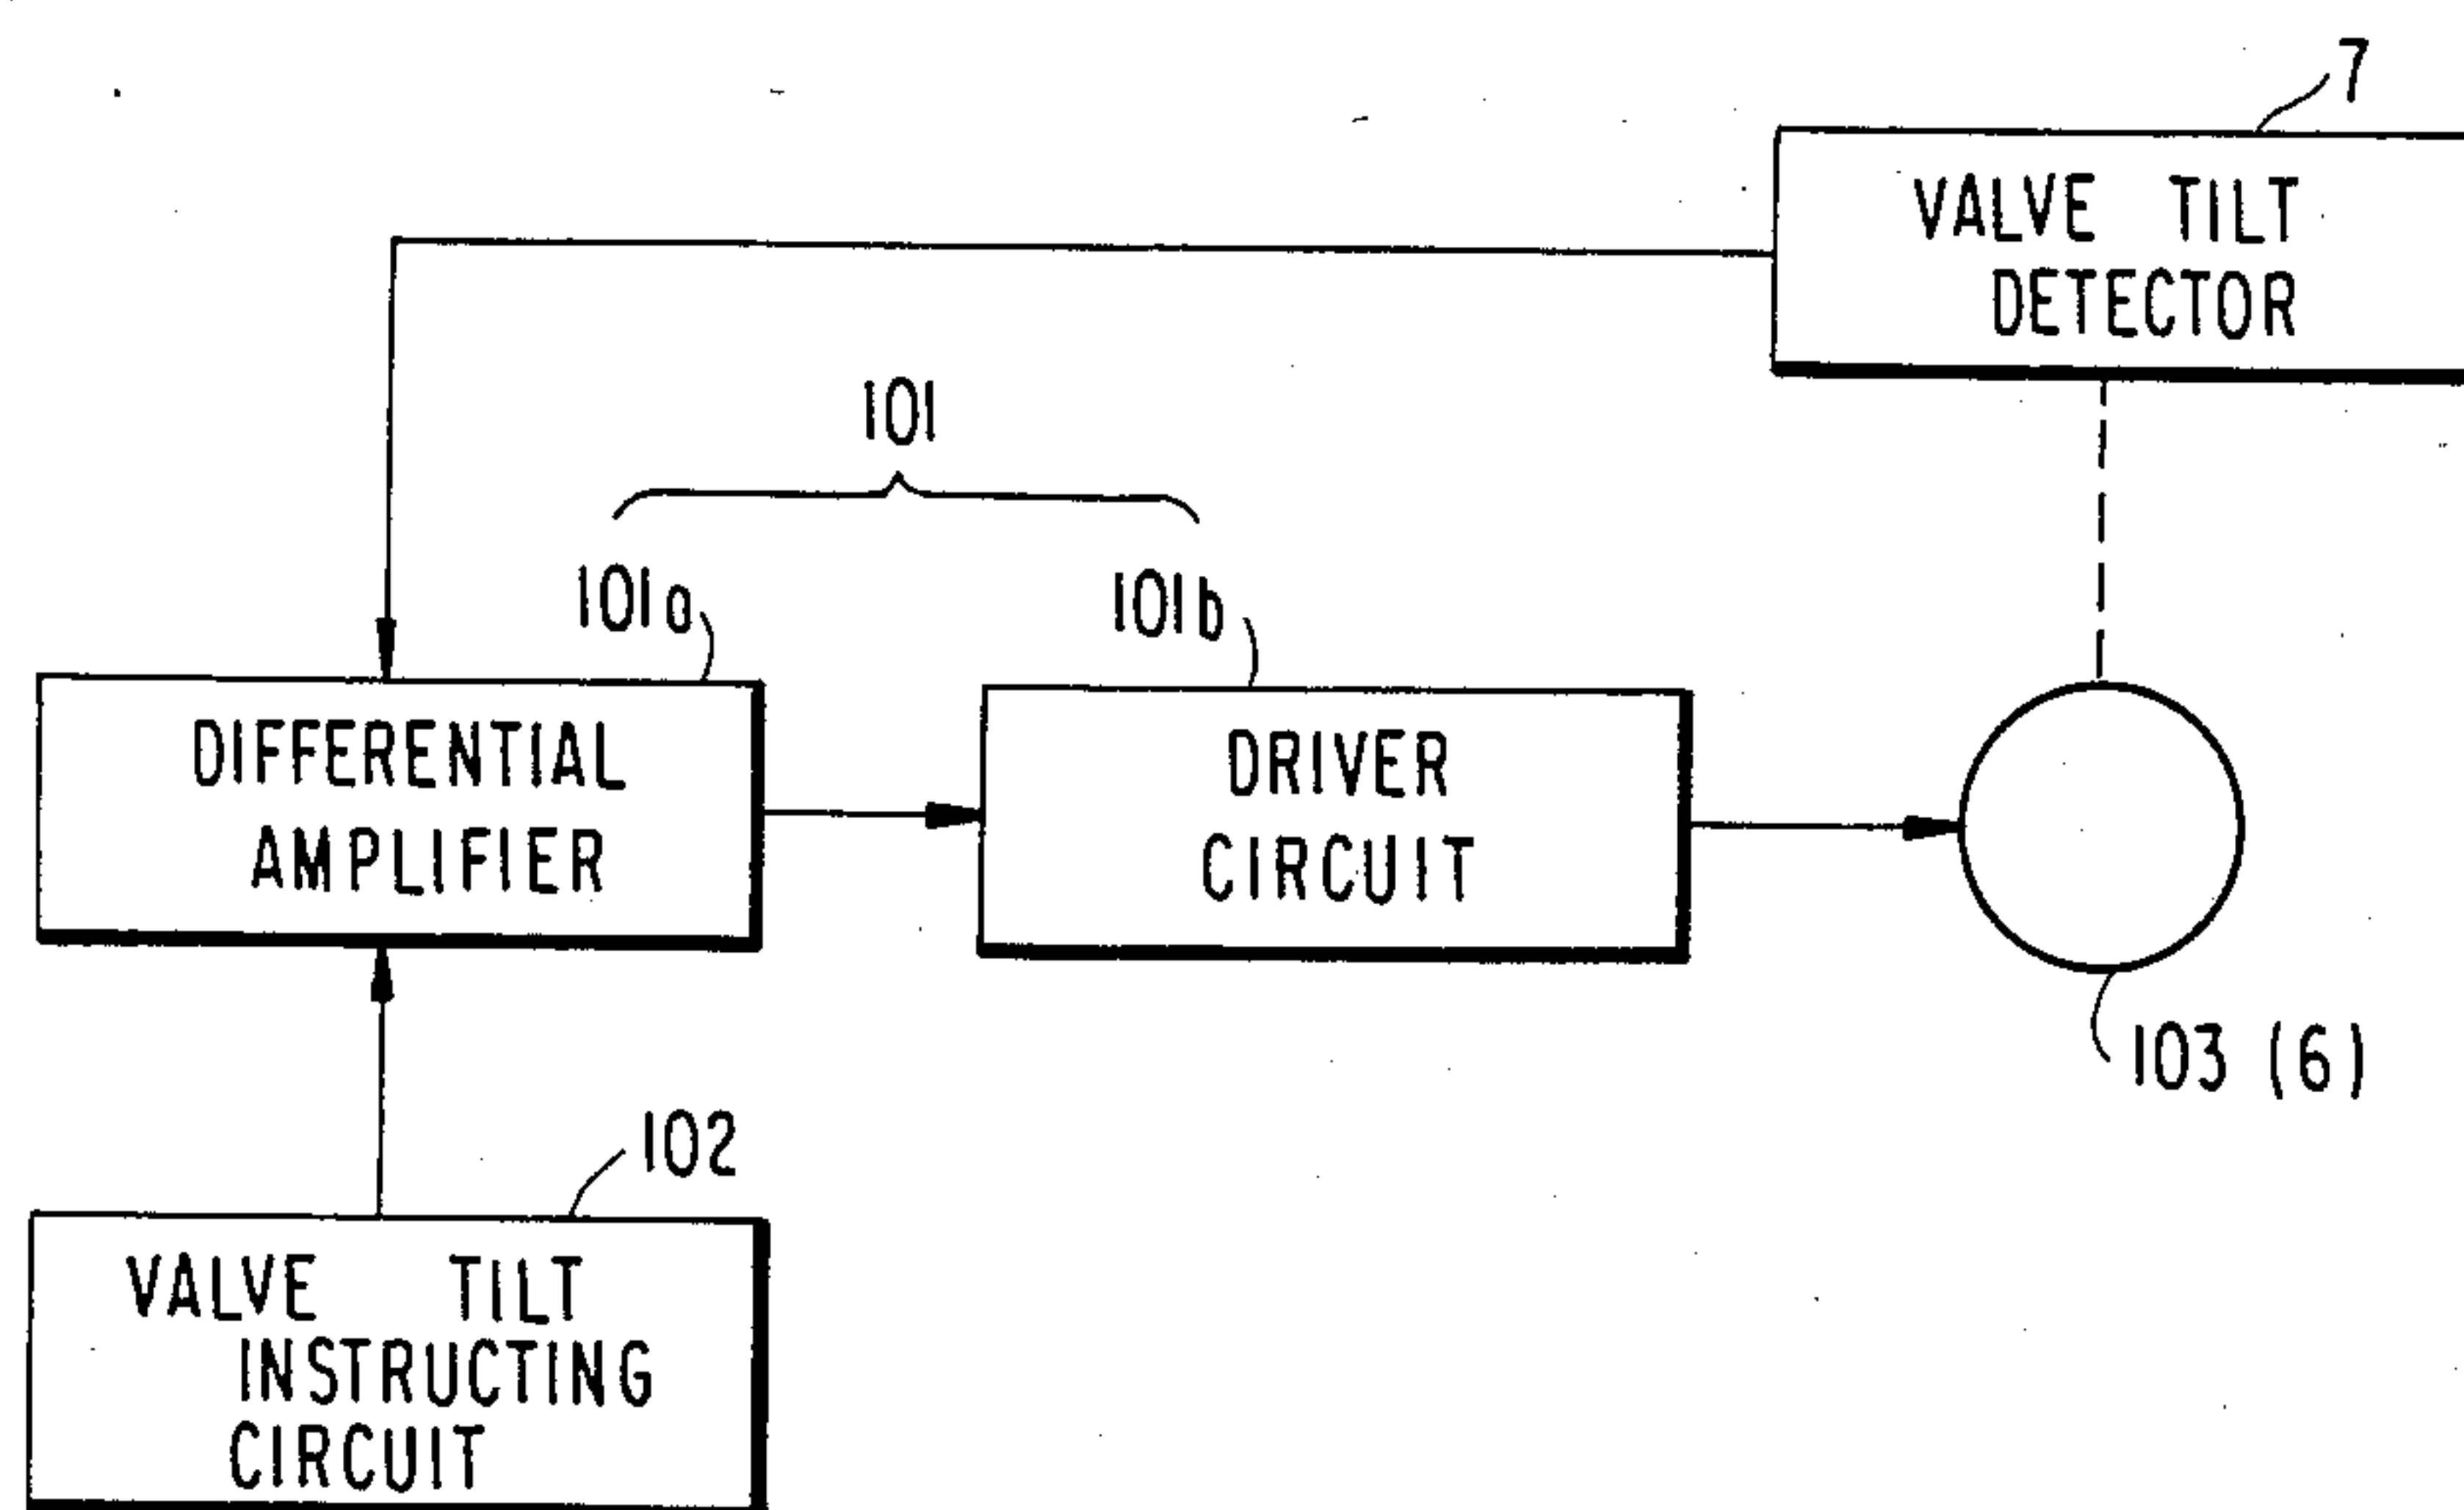 7
VALVE TILT
DETECTOR
101
101a
101b
DIFFERENTIAL
AMPLIFIER
DRIVER
CIRCUIT
103 (6)
102
VALVE TILT
INSTRUCTING
CIRCUIT